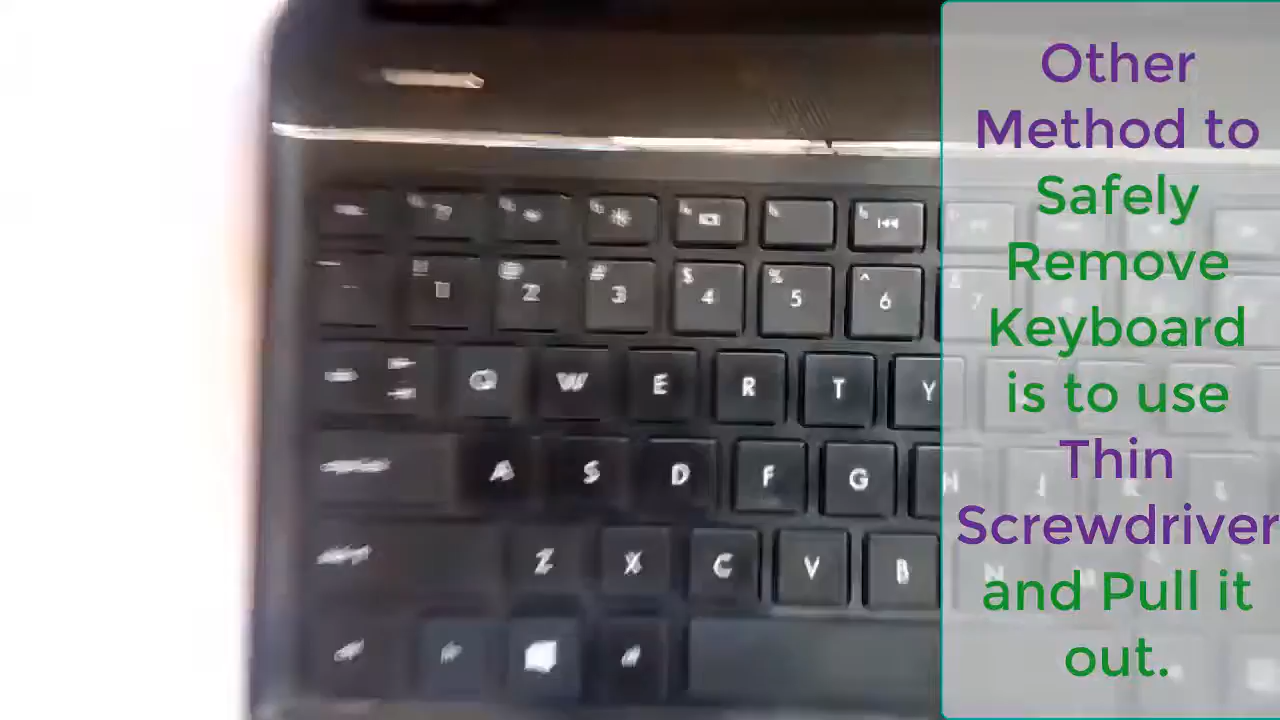 Other
Method to
Safely
Remove
Keyboard
is to use
Thin
Screwdriver
and Pull it
out.
$ 4
% 5
^ 6
7
3
2
Q W E R T Y
A S D F G H J
Z X C V B N